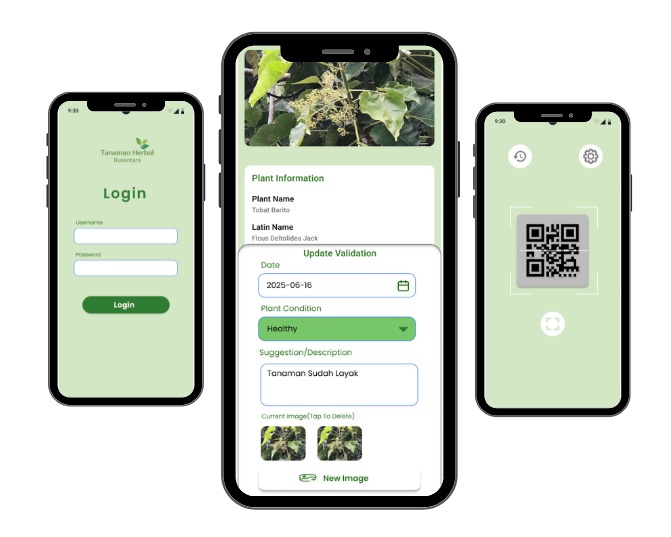 9:30
Tanaman Herbal
Nusantara
Login
Username
Password
Login
Plant Information
Plant Name
Tobat Barito
Latin Name
Ficus Deltolidea Jack
Update Validation
Date
2025-06-16
Plant Condition
Healthy
Suggestion/Description
Tanaman Sudah Layak
Current image(Tap To Delete)
New Image
9:30